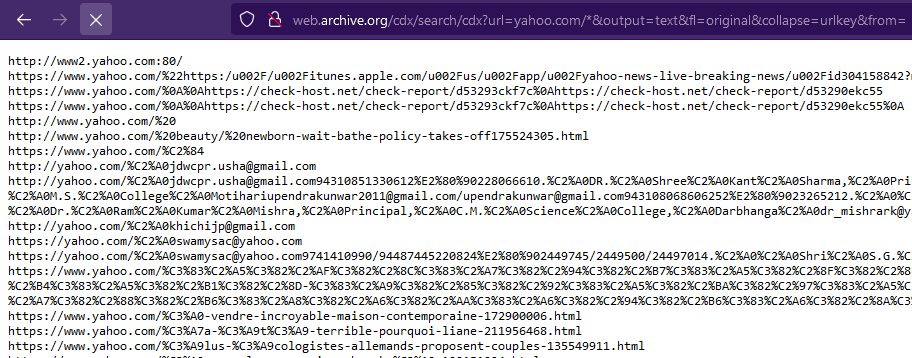 web.archive.org/cdx/search/cdx?url=yahoo.com/*&output=text&fl=original&collapse=urlkey&from=
http://www2.yahoo.com:80/
https://www.yahoo.com/%22https:/u002F/u002Fitunes.apple.com/u002Fus/u002Fapp/u002Fyahoo-news-live-breaking-news/u002Fid304158842?
https://www.yahoo.com/%0A%0Ahttps://check-host.net/check-report/d53293ckf7c%0Ahttps://check-host.net/check-report/d53290ekc55
https://www.yahoo.com/%0A%0Ahttps://check-host.net/check-report/d53293ckf7c%0Ahttps://check-host.net/check-report/d53290ekc55%0A
http://www.yahoo.com/%20
http://www.yahoo.com/%20beauty/%20newborn-wait-bathe-policy-takes-off175524305.html
https://www.yahoo.com/%C2%84
http://yahoo.com/%C2%A0jdwcpr.usha@gmail.com
http://yahoo.com/%C2%A0jdwcpr.usha@gmail.com94310851330612%E2%80%90228066610.%C2%A0DR.%C2%A0Shree%C2%A0Kant%C2%A0Sharma,%C2%A0Pri
%C2%A0M.S.%C2%A0College%C2%A0Motihariupendrakunwar2011@gmail.com/upendrakunwar@gmail.com943108068606252%E2%80%9023265212.%C2%A0%C
%C2%A0Dr.%C2%A0Ram%C2%A0Kumar%C2%A0Mishra,%C2%A0Principal,%C2%A0C.M.%C2%A0Science%C2%A0College,%C2%A0Darbhanga%C2%A0dr_mishrark@y
http://yahoo.com/%C2%A0khichijp@gmail.com
https://yahoo.com/%C2%A0swamysac@yahoo.com
http://yahoo.com/%C2%A0swamysac@yahoo.com9741410990/94487445220824%E2%80%902449745/2449500/24497014.%C2%A0%C2%A0Shri%C2%A0S.G.%C
https://www.yahoo.com/%C3%83%C2%A5%C3%82%C2%AF%C3%82%C2%8C%C3%83%C2%A7%C3%82%C2%94%C3%82%C2%B7%C3%83%C2%A5%C3%82%C2%8F%C3%82%C2%8
%C2%B4%C3%83%C2%A5%C3%82%C2%B1%C3%82%C2%8D-%C3%83%C2%A9%C3%82%C2%85%C3%82%C2%92%C3%83%C2%A5%C3%82%C2%BA%C3%82%C2%97%C3%83%C2%A5%C
%C2%A7%C3%82%C2%88%C3%82%C2%B6%C3%83%C2%A8%C3%82%C2%A6%C3%82%C2%AA%C3%83%C2%A6%C3%82%C2%94%C3%82%C2%B6%C3%83%C2%A6%C3%82%C2%8A%C3
https://www.yahoo.com/%C3%A0-vendre-incroyable-maison-contemporaine-172900006.html
https://www.yahoo.com/%C3%A7a-%C3%A9t%C3%A9-terrible-pourquoi-liane-211956468.html
https://www.yahoo.com/%C3%A9lus-%C3%A9cologistes-allemands-proposent-couples-135549911.html